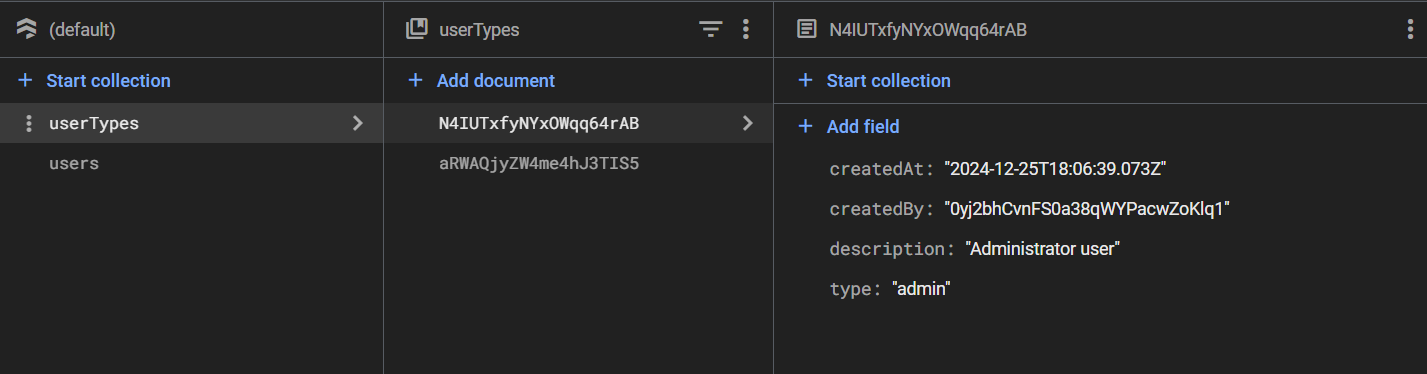 (default)
+ Start collection
userTypes
users
userTypes
+ Add document
N4IUTxfyNYxOWqq64rAB
aRWAQjyZW4me4hJ3TIS5
N4IUTxfyNYxOWqq64rAB
+ Start collection
+ Add field
createdAt: "2024-12-25T18:06:39.073Z"
createdBy: "0yj2bhCvnFS0a38qWYPacwZoKlq1"
description: "Administrator user"
type: "admin"